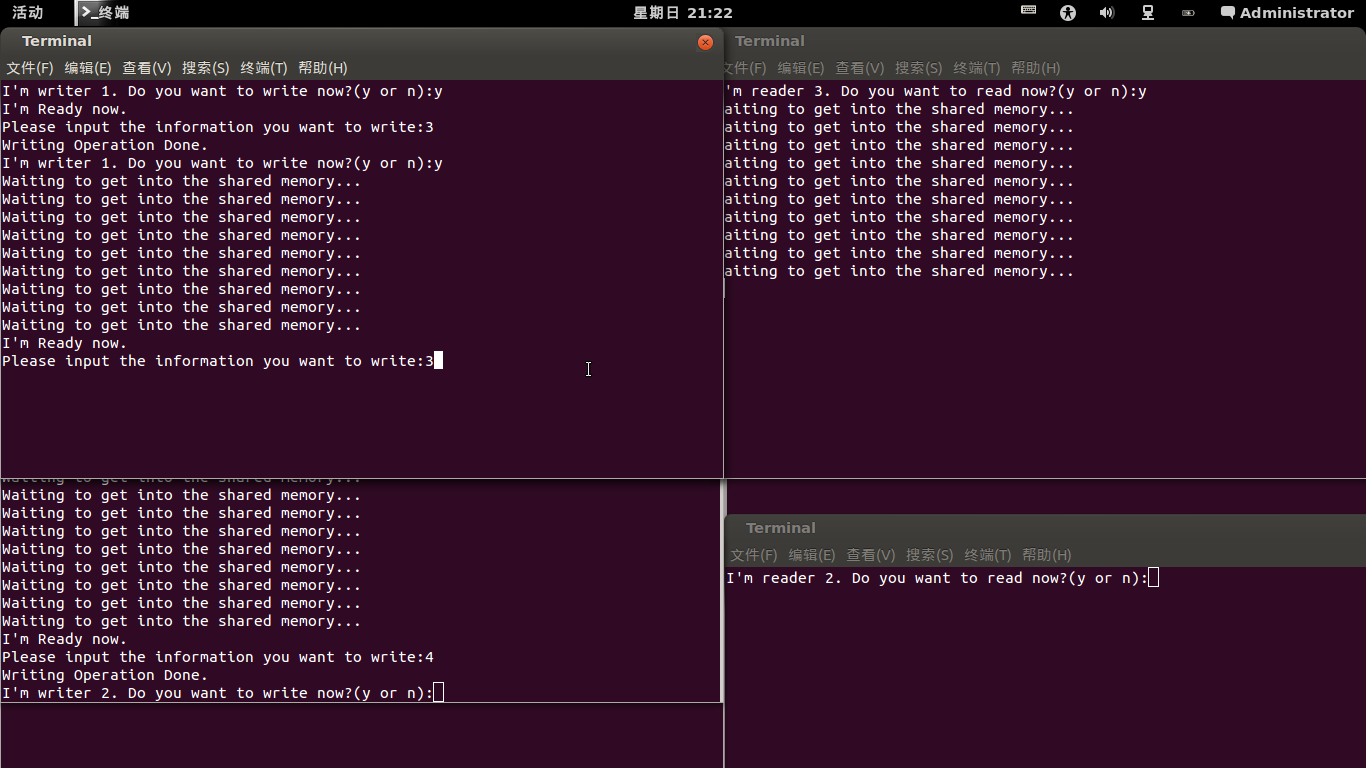 活动
>_终端
星期日 21:22
Administrator
Terminal
文件(F) 编辑(E) 查看(V) 搜索(S) 终端(T) 帮助(H)
I'm writer 1. Do you want to write now?(y or n):y
I'm Ready now.
Please input the information you want to write:3
Writing Operation Done.
I'm writer 1. Do you want to write now?(y or n):y
Waiting to get into the shared memory...
Waiting to get into the shared memory...
Waiting to get into the shared memory...
Waiting to get into the shared memory...
Waiting to get into the shared memory...
Waiting to get into the shared memory...
Waiting to get into the shared memory...
Waiting to get into the shared memory...
Waiting to get into the shared memory...
I'm Ready now.
Please input the information you want to write:3
Terminal
文件(F) 编辑(E) 查看(V) 搜索(S) 终端(T) 帮助(H)
'm reader 3. Do you want to read now?(y or n):y
aiting to get into the shared memory...
aiting to get into the shared memory...
aiting to get into the shared memory...
aiting to get into the shared memory...
aiting to get into the shared memory...
aiting to get into the shared memory...
aiting to get into the shared memory...
aiting to get into the shared memory...
aiting to get into the shared memory...
aiting to get into the shared memory...
Waiting to get into the shared memory...
Waiting to get into the shared memory...
Waiting to get into the shared memory...
Waiting to get into the shared memory...
Waiting to get into the shared memory...
Waiting to get into the shared memory...
Waiting to get into the shared memory...
Waiting to get into the shared memory...
Waiting to get into the shared memory...
I'm Ready now.
Please input the information you want to write:4
Writing Operation Done.
I'm writer 2. Do you want to write now?(y or n):
Terminal
文件(F) 编辑(E) 查看(V) 搜索(S) 终端(T) 帮助(H)
I'm reader 2. Do you want to read now?(y or n):